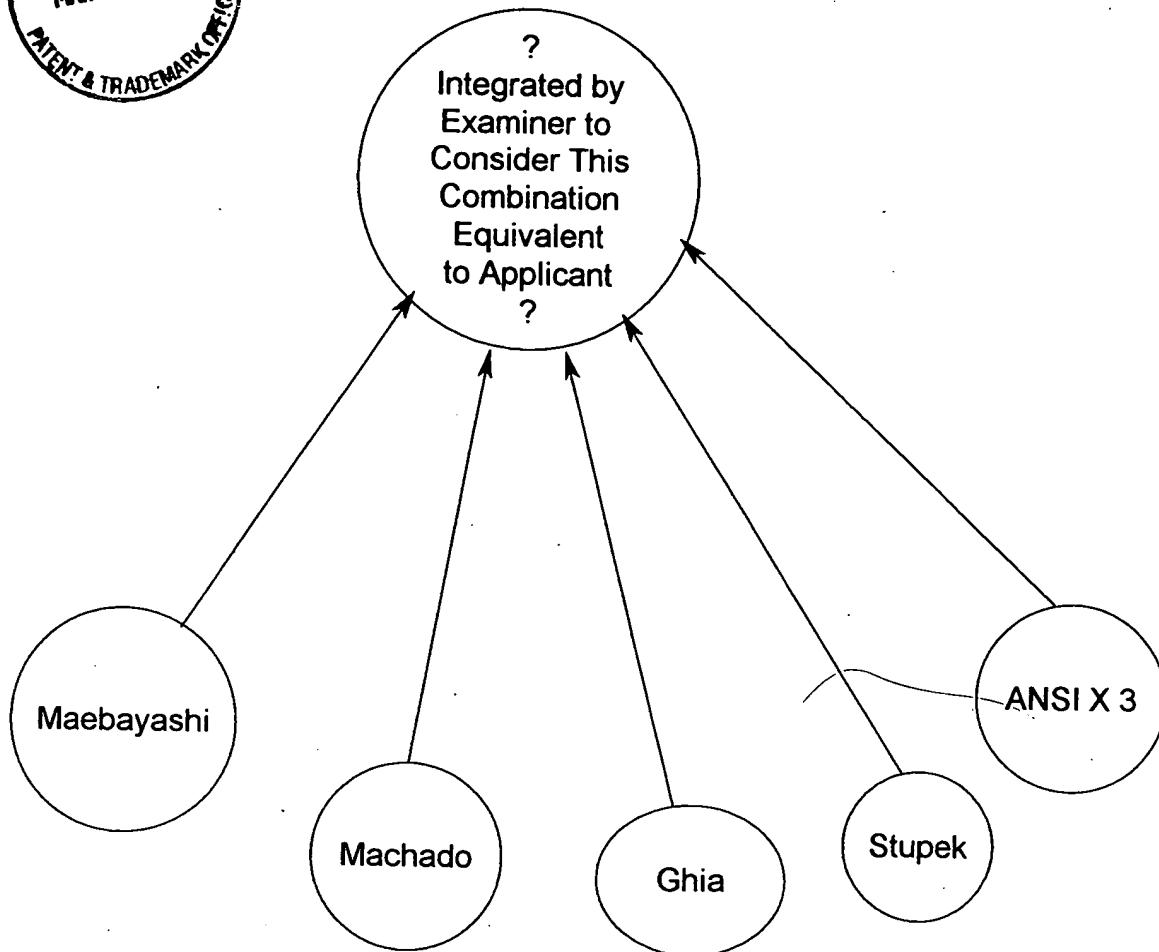 PATENT & TRADEMARK
?
Integrated by
Examiner to
Consider This
Combination
Equivalent
to Applicant
?
Maebayashi
Machado
Ghia
Stupek
ANSI X 3